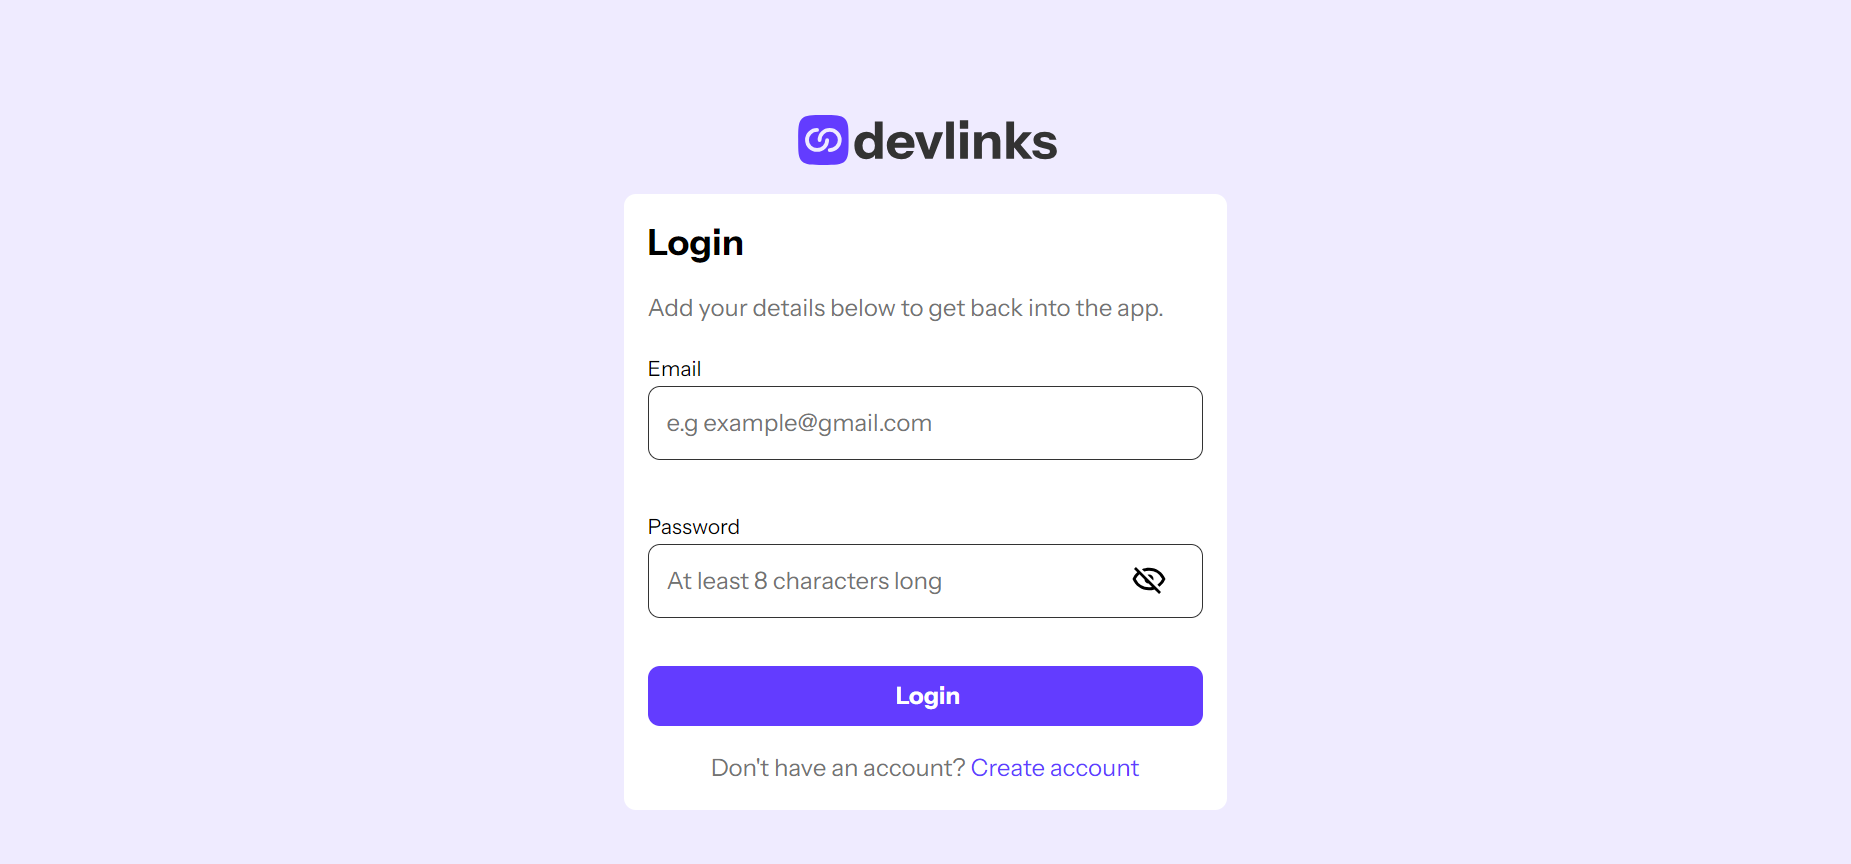 devlinks
Login
Add your details below to get back into the app.
Email
e.g example@gmail.com
Password
At least 8 characters long
Login
Don't have an account? Create account